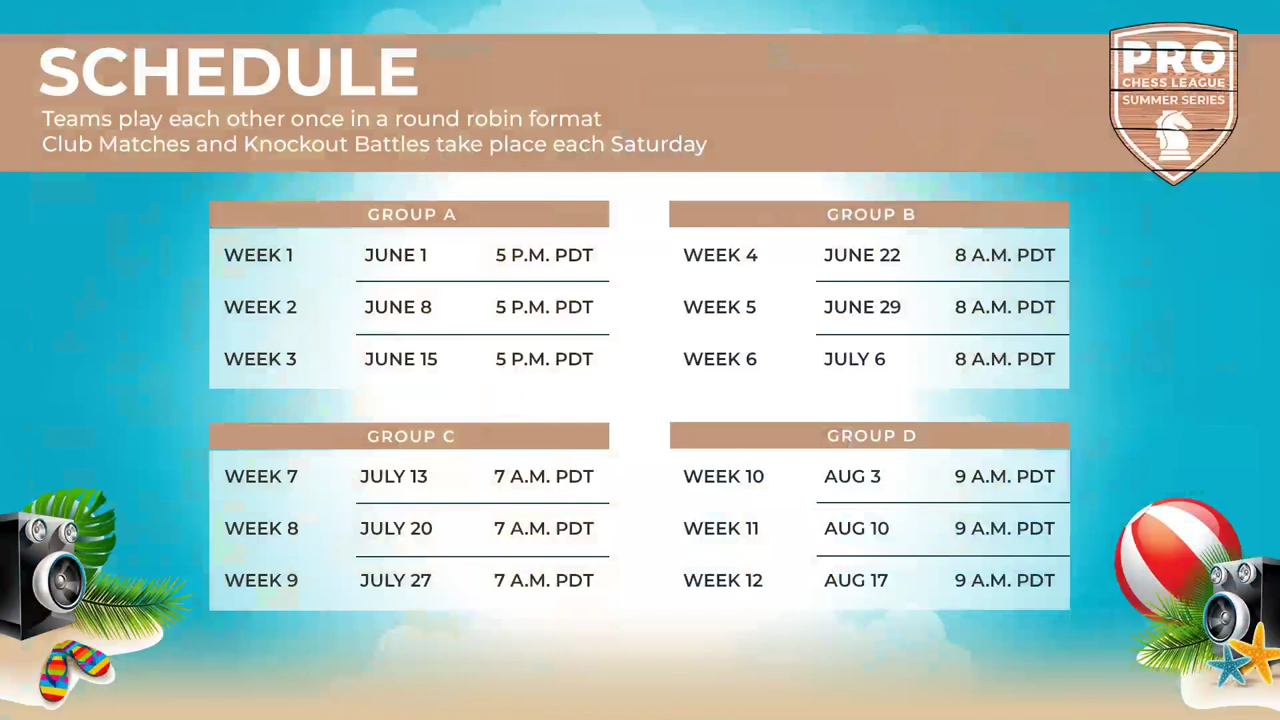 SCHEDULE
Teams play each other once in a round robin format
Club Matches and Knockout Battles take place each Saturday
PRO
CHESS LEAGUE
SUMMER SERIES
GROUP A
WEEK 1 JUNE 1 5 P.M. PDT
WEEK 2 JUNE 8 5 P.M. PDT
WEEK 3 JUNE 15 5 P.M. PDT
GROUP B
WEEK 4 JUNE 22 8 A.M. PDT
WEEK 5 JUNE 29 8 A.M. PDT
WEEK 6 JULY 6 8 A.M. PDT
GROUP C
WEEK 7 JULY 13 7 A.M. PDT
WEEK 8 JULY 20 7 A.M. PDT
WEEK 9 JULY 27 7 A.M. PDT
GROUP D
WEEK 10 AUG 3 9 A.M. PDT
WEEK 11 AUG 10 9 A.M. PDT
WEEK 12 AUG 17 9 A.M. PDT